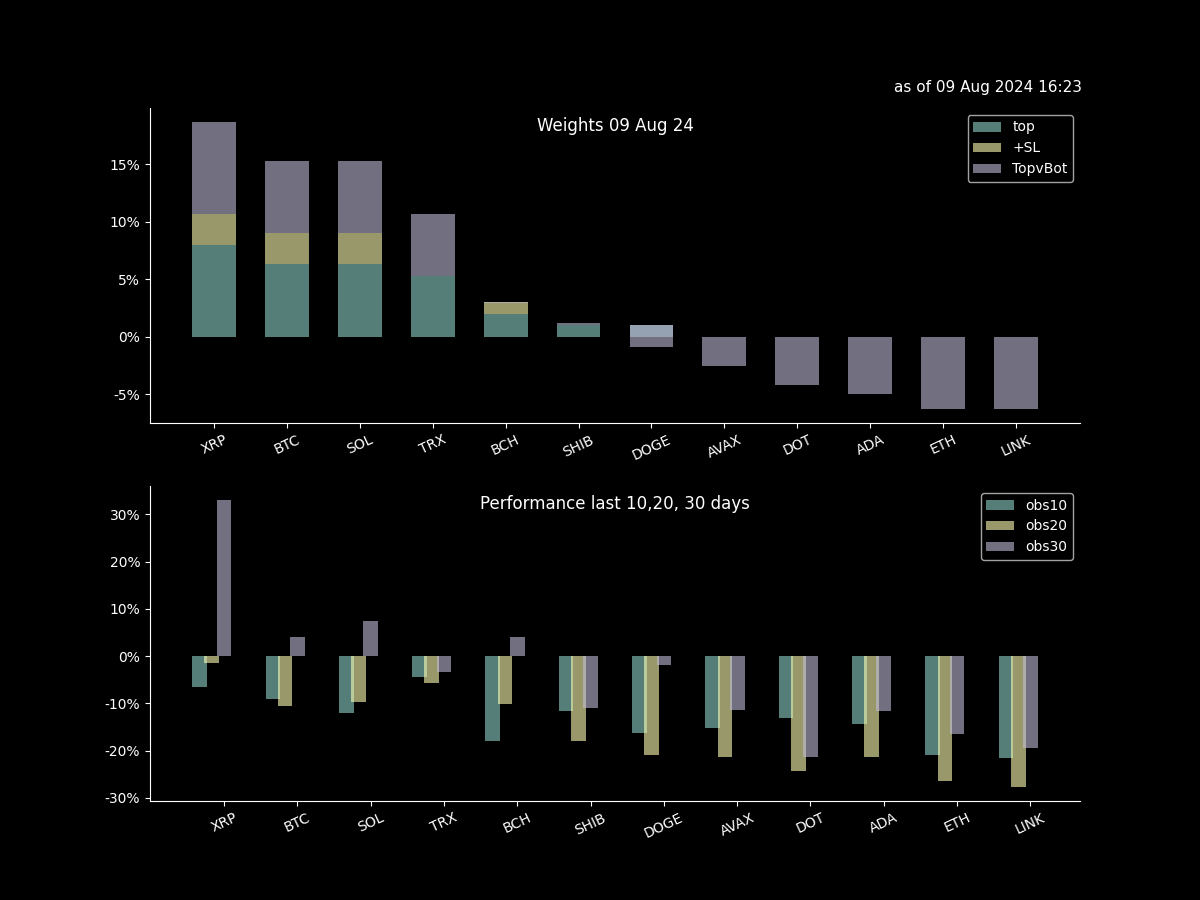 as of 09 Aug 2024 16:23
Weights 09 Aug 24
top
+SL
TopvBot
15%
10%
5%
0%
-5%
XRP BTC SOL TRX BCH SHIB DOGE AVAX DOT ADA ETH LINK
Performance last 10,20, 30 days
obs10
obs20
obs30
30%
20%
10%
0%
-10%
-20%
-30%
XRP BTC SOL TRX BCH SHIB DOGE AVAX DOT ADA ETH LINK